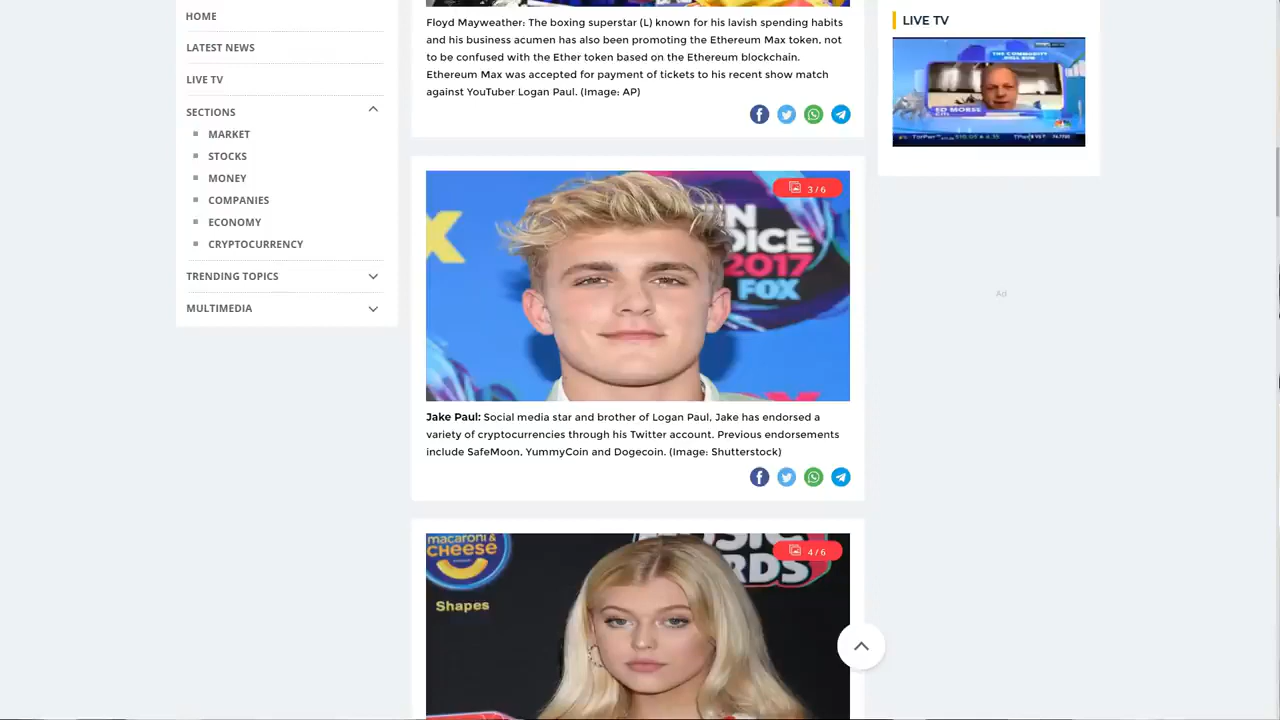 HOME
LATEST NEWS
LIVE TV
SECTIONS
MARKET
STOCKS
MONEY
COMPANIES
ECONOMY
CRYPTOCURRENCY
TRENDING TOPICS
MULTIMEDIA
Floyd Mayweather: The boxing superstar (L) known for his lavish spending habits
and his business acumen has also been promoting the Ethereum Max token, not
to be confused with the Ether token based on the Ethereum blockchain.
Ethereum Max was accepted for payment of tickets to his recent show match
against YouTuber Logan Paul. (Image: AP)
3 / 6
2017
FOX
Jake Paul: Social media star and brother of Logan Paul, Jake has endorsed a
variety of cryptocurrencies through his Twitter account. Previous endorsements
include SafeMoon, YummyCoin and Dogecoin. (Image: Shutterstock)
4 / 6
macaroni &
CHEESE
Shapes
LIVE TV
THE COMMODITY
ED MORSE
Ad